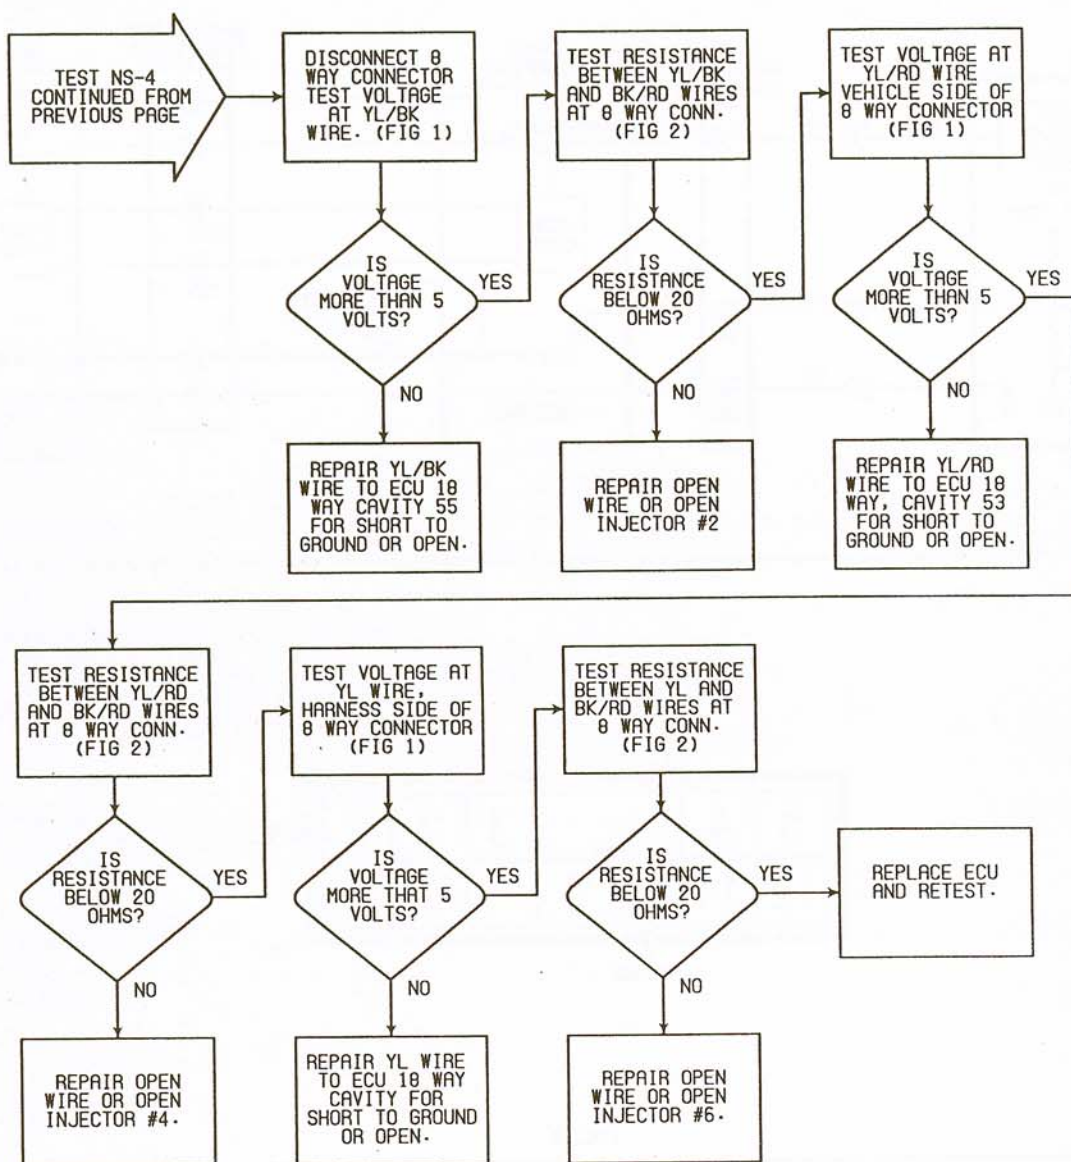 TEST NS-4
CONTINUED FROM
PREVIOUS PAGE
DISCONNECT 8
WAY CONNECTOR
TEST VOLTAGE
AT YL/BK
WIRE. (FIG 1)
TEST RESISTANCE
BETWEEN YL/BK
AND BK/RD WIRES
AT 8 WAY CONN.
(FIG 2)
TEST VOLTAGE AT
YL/RD WIRE
VEHICLE SIDE OF
8 WAY CONNECTOR
(FIG 1)
IS
VOLTAGE
MORE THAN 5
VOLTS?
YES
NO
IS
RESISTANCE
BELOW 20
OHMS?
YES
NO
IS
VOLTAGE
MORE THAN 5
VOLTS?
YES
NO
REPAIR YL/BK
WIRE TO ECU 18
WAY CAVITY 55
FOR SHORT TO
GROUND OR OPEN.
REPAIR OPEN
WIRE OR OPEN
INJECTOR #2
REPAIR YL/RD
WIRE TO ECU 18
WAY, CAVITY 53
FOR SHORT TO
GROUND OR OPEN.
TEST RESISTANCE
BETWEEN YL/RD
AND BK/RD WIRES
AT 8 WAY CONN.
(FIG 2)
TEST VOLTAGE AT
YL WIRE,
HARNESS SIDE OF
8 WAY CONNECTOR
(FIG 1)
TEST RESISTANCE
BETWEEN YL AND
BK/RD WIRES AT
8 WAY CONN.
(FIG 2)
IS
RESISTANCE
BELOW 20
OHMS?
YES
NO
IS
VOLTAGE
MORE THAT 5
VOLTS?
YES
NO
IS
RESISTANCE
BELOW 20
OHMS?
YES
NO
REPLACE ECU
AND RETEST.
REPAIR OPEN
WIRE OR OPEN
INJECTOR #4.
REPAIR YL WIRE
TO ECU 18 WAY
CAVITY FOR
SHORT TO GROUND
OR OPEN.
REPAIR OPEN
WIRE OR OPEN
INJECTOR #6.